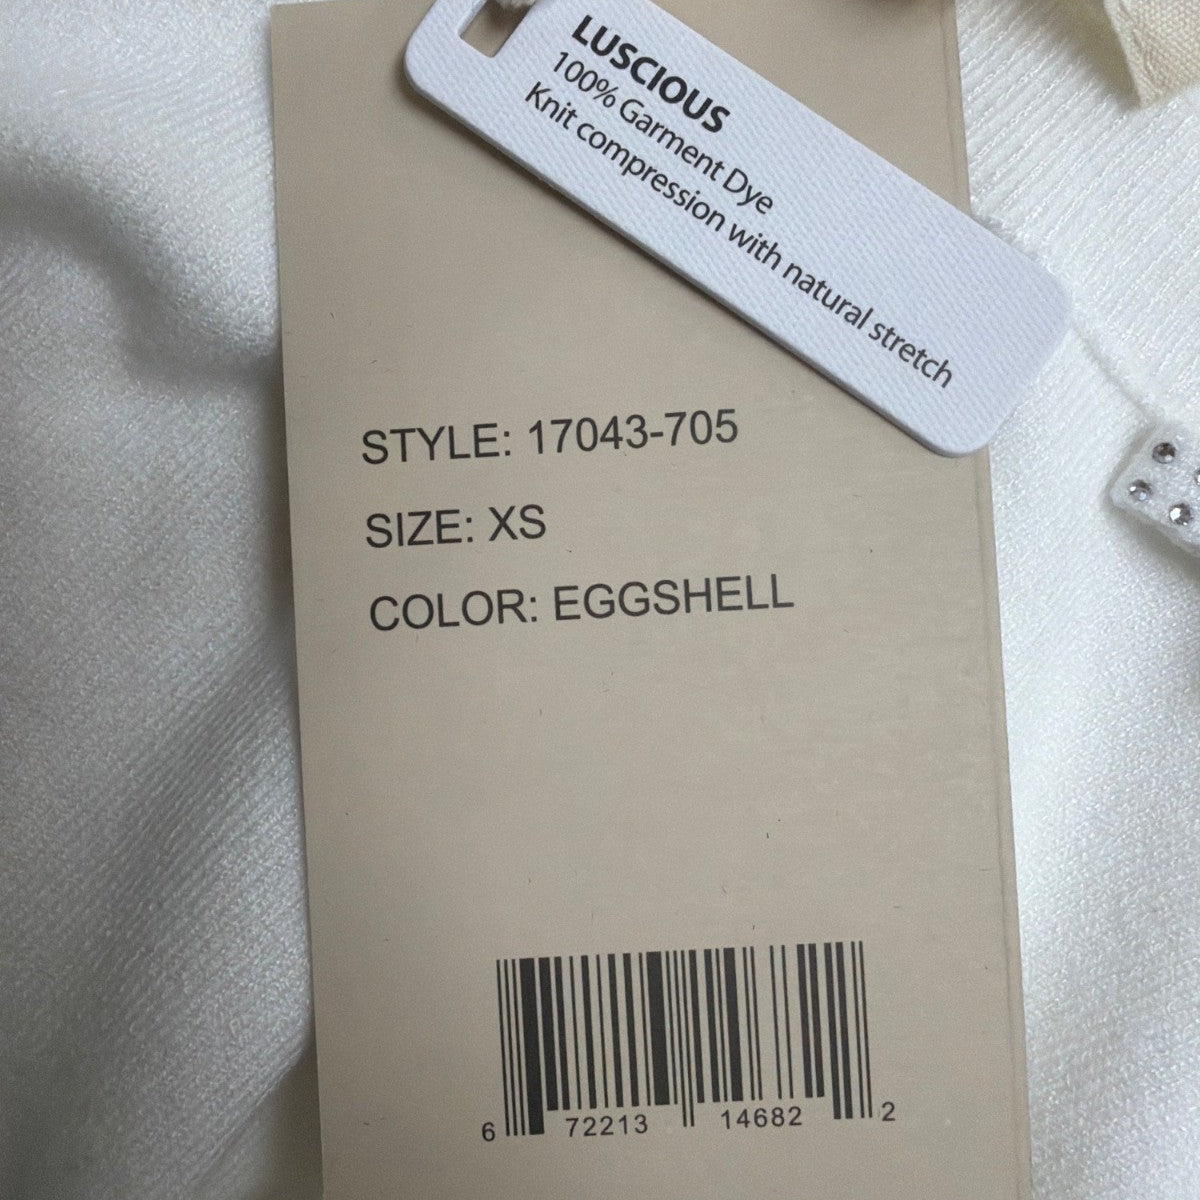 LUSCIOUS
100% Garment Dye
Knit compression with natural stretch
STYLE: 17043-705
SIZE: XS
COLOR: EGGSHELL
6 72213 14682 2